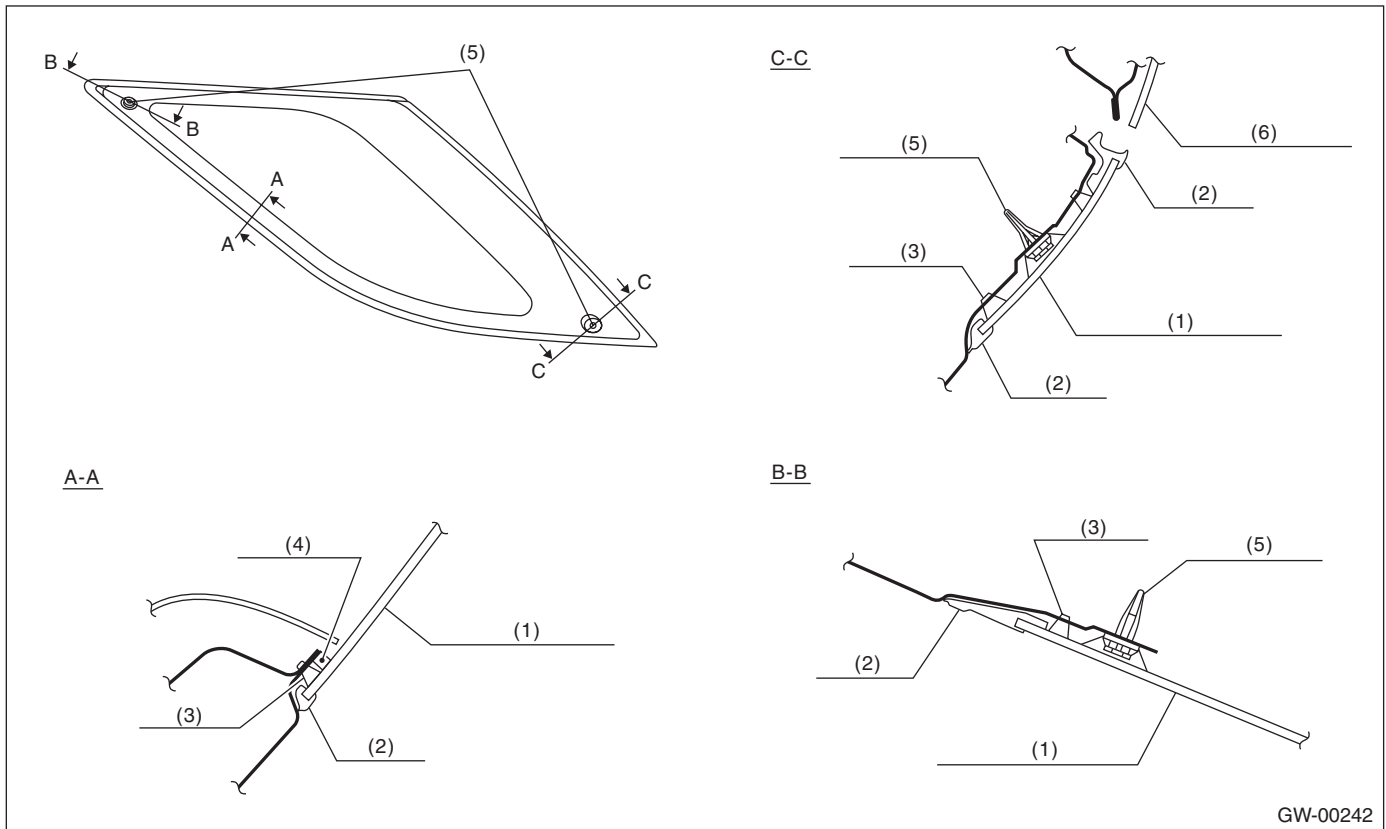 B
(5)
B
A
A
C
C
C-C
(6)
(5)
(2)
(3)
(1)
(2)
A-A
(4)
(1)
(3)
(2)
B-B
(3)
(5)
(2)
(1)
GW-00242